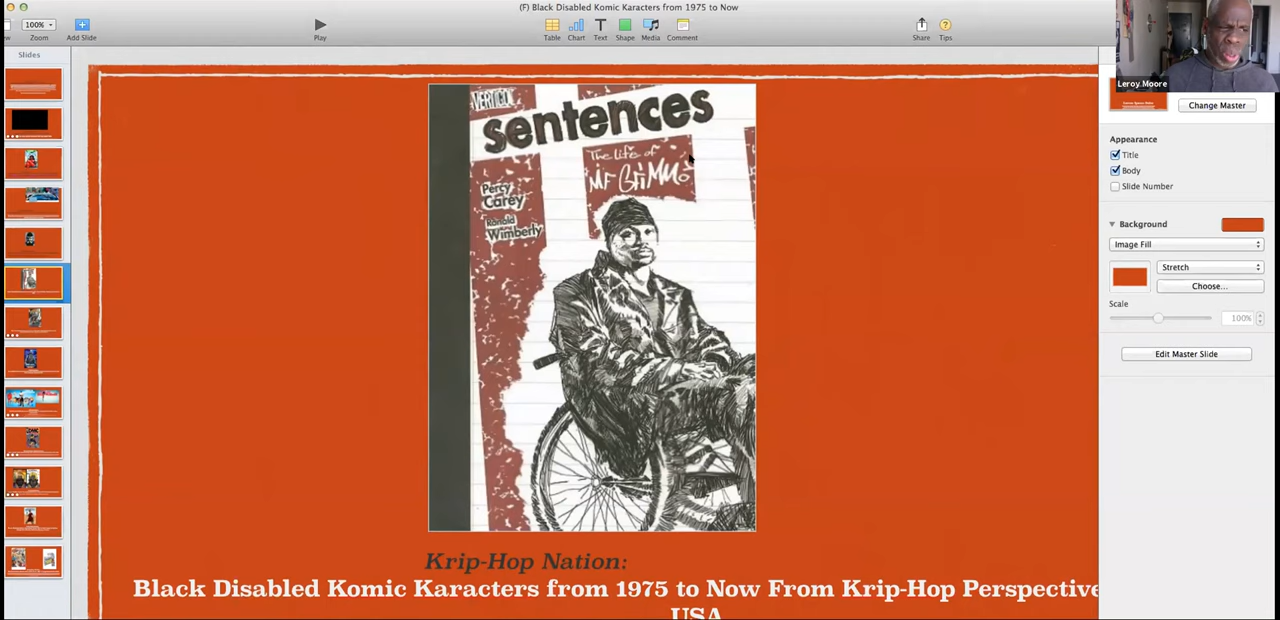 (F) Black Disabled Komic Karacters from 1975 to Now
100%
Zoom
Add Slide
Play
Table
Chart
Text
Shape
Media
Comment
Share
Tips
Slides
Leroy Moore
Change Master
Appearance
Title
Body
Slide Number
Background
Image Fill
Stretch
Choose...
Scale
100%
Edit Master Slide
VERTIGO
sentences
The life of
MF GRIMM
Percy
Carey
Ronald
Wimberly
Krip-Hop Nation:
Black Disabled Komic Karacters from 1975 to Now From Krip-Hop Perspective
USA